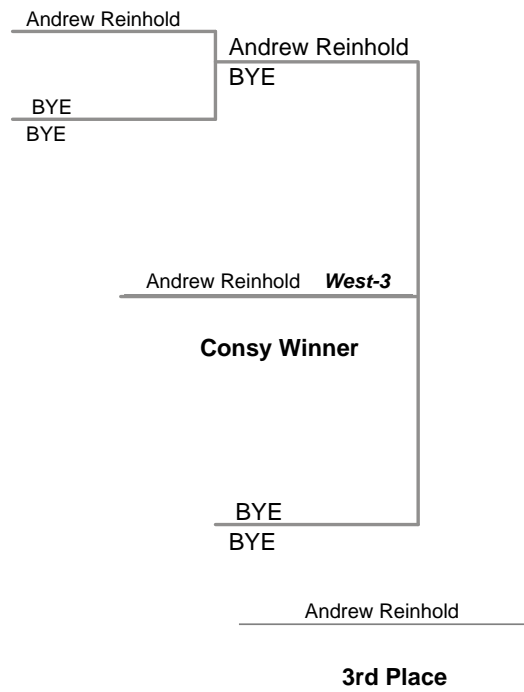 Andrew Reinhold
Andrew Reinhold
BYE
BYE
BYE
Andrew Reinhold West-3
Consy Winner
BYE
BYE
Andrew Reinhold
3rd Place